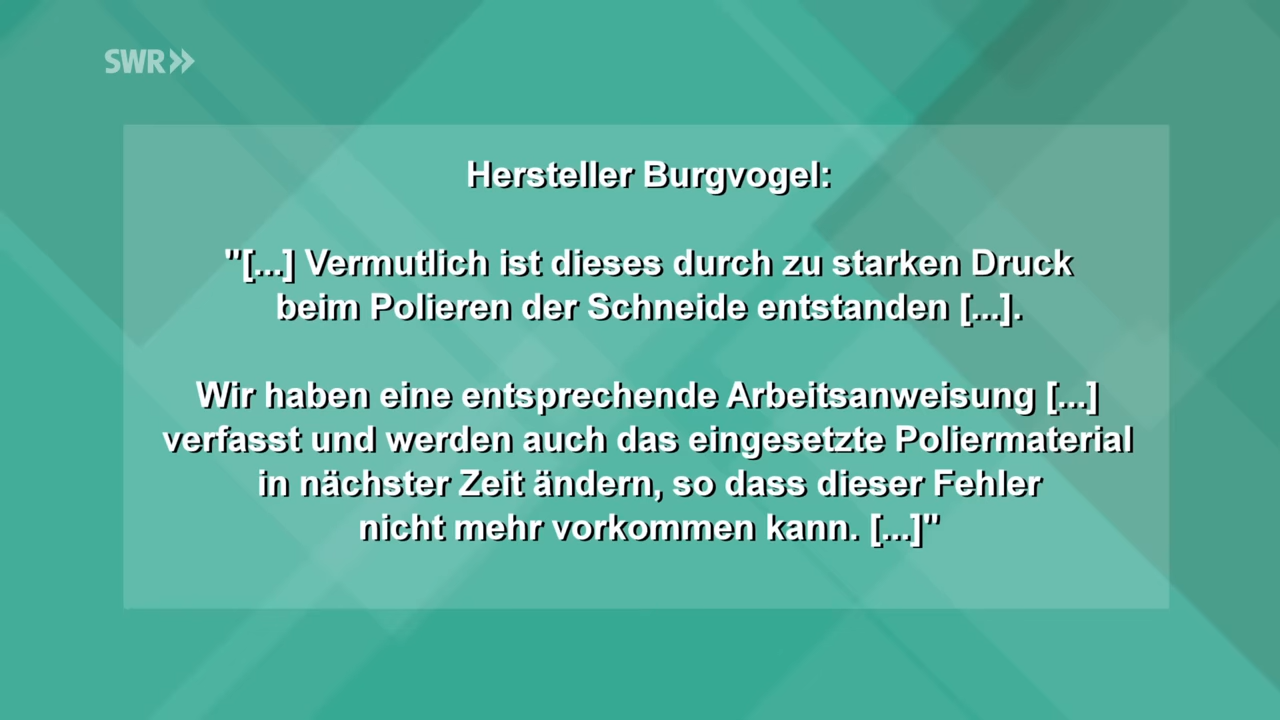 SWR
Hersteller Burgvogel:
"[...] Vermutlich ist dieses durch zu starken Druck
beim Polieren der Schneide entstanden [...].
Wir haben eine entsprechende Arbeitsanweisung [...]
verfasst und werden auch das eingesetzte Poliermaterial
in nächster Zeit ändern, so dass dieser Fehler
nicht mehr vorkommen kann. [...]"